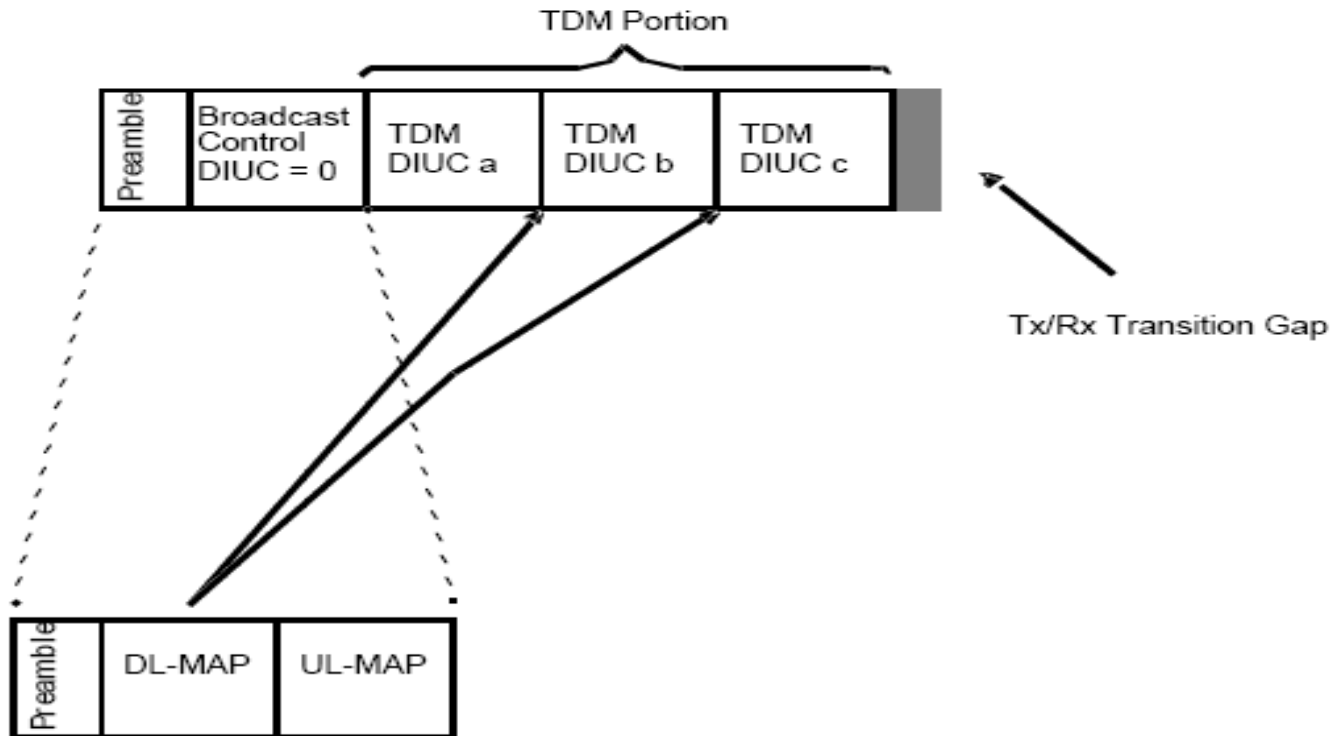 TDM Portion
Preamble
Broadcast
Control
DIUC = 0
TDM
DIUC a
TDM
DIUC b
TDM
DIUC c
Tx/Rx Transition Gap
Preamble
DL-MAP
UL-MAP